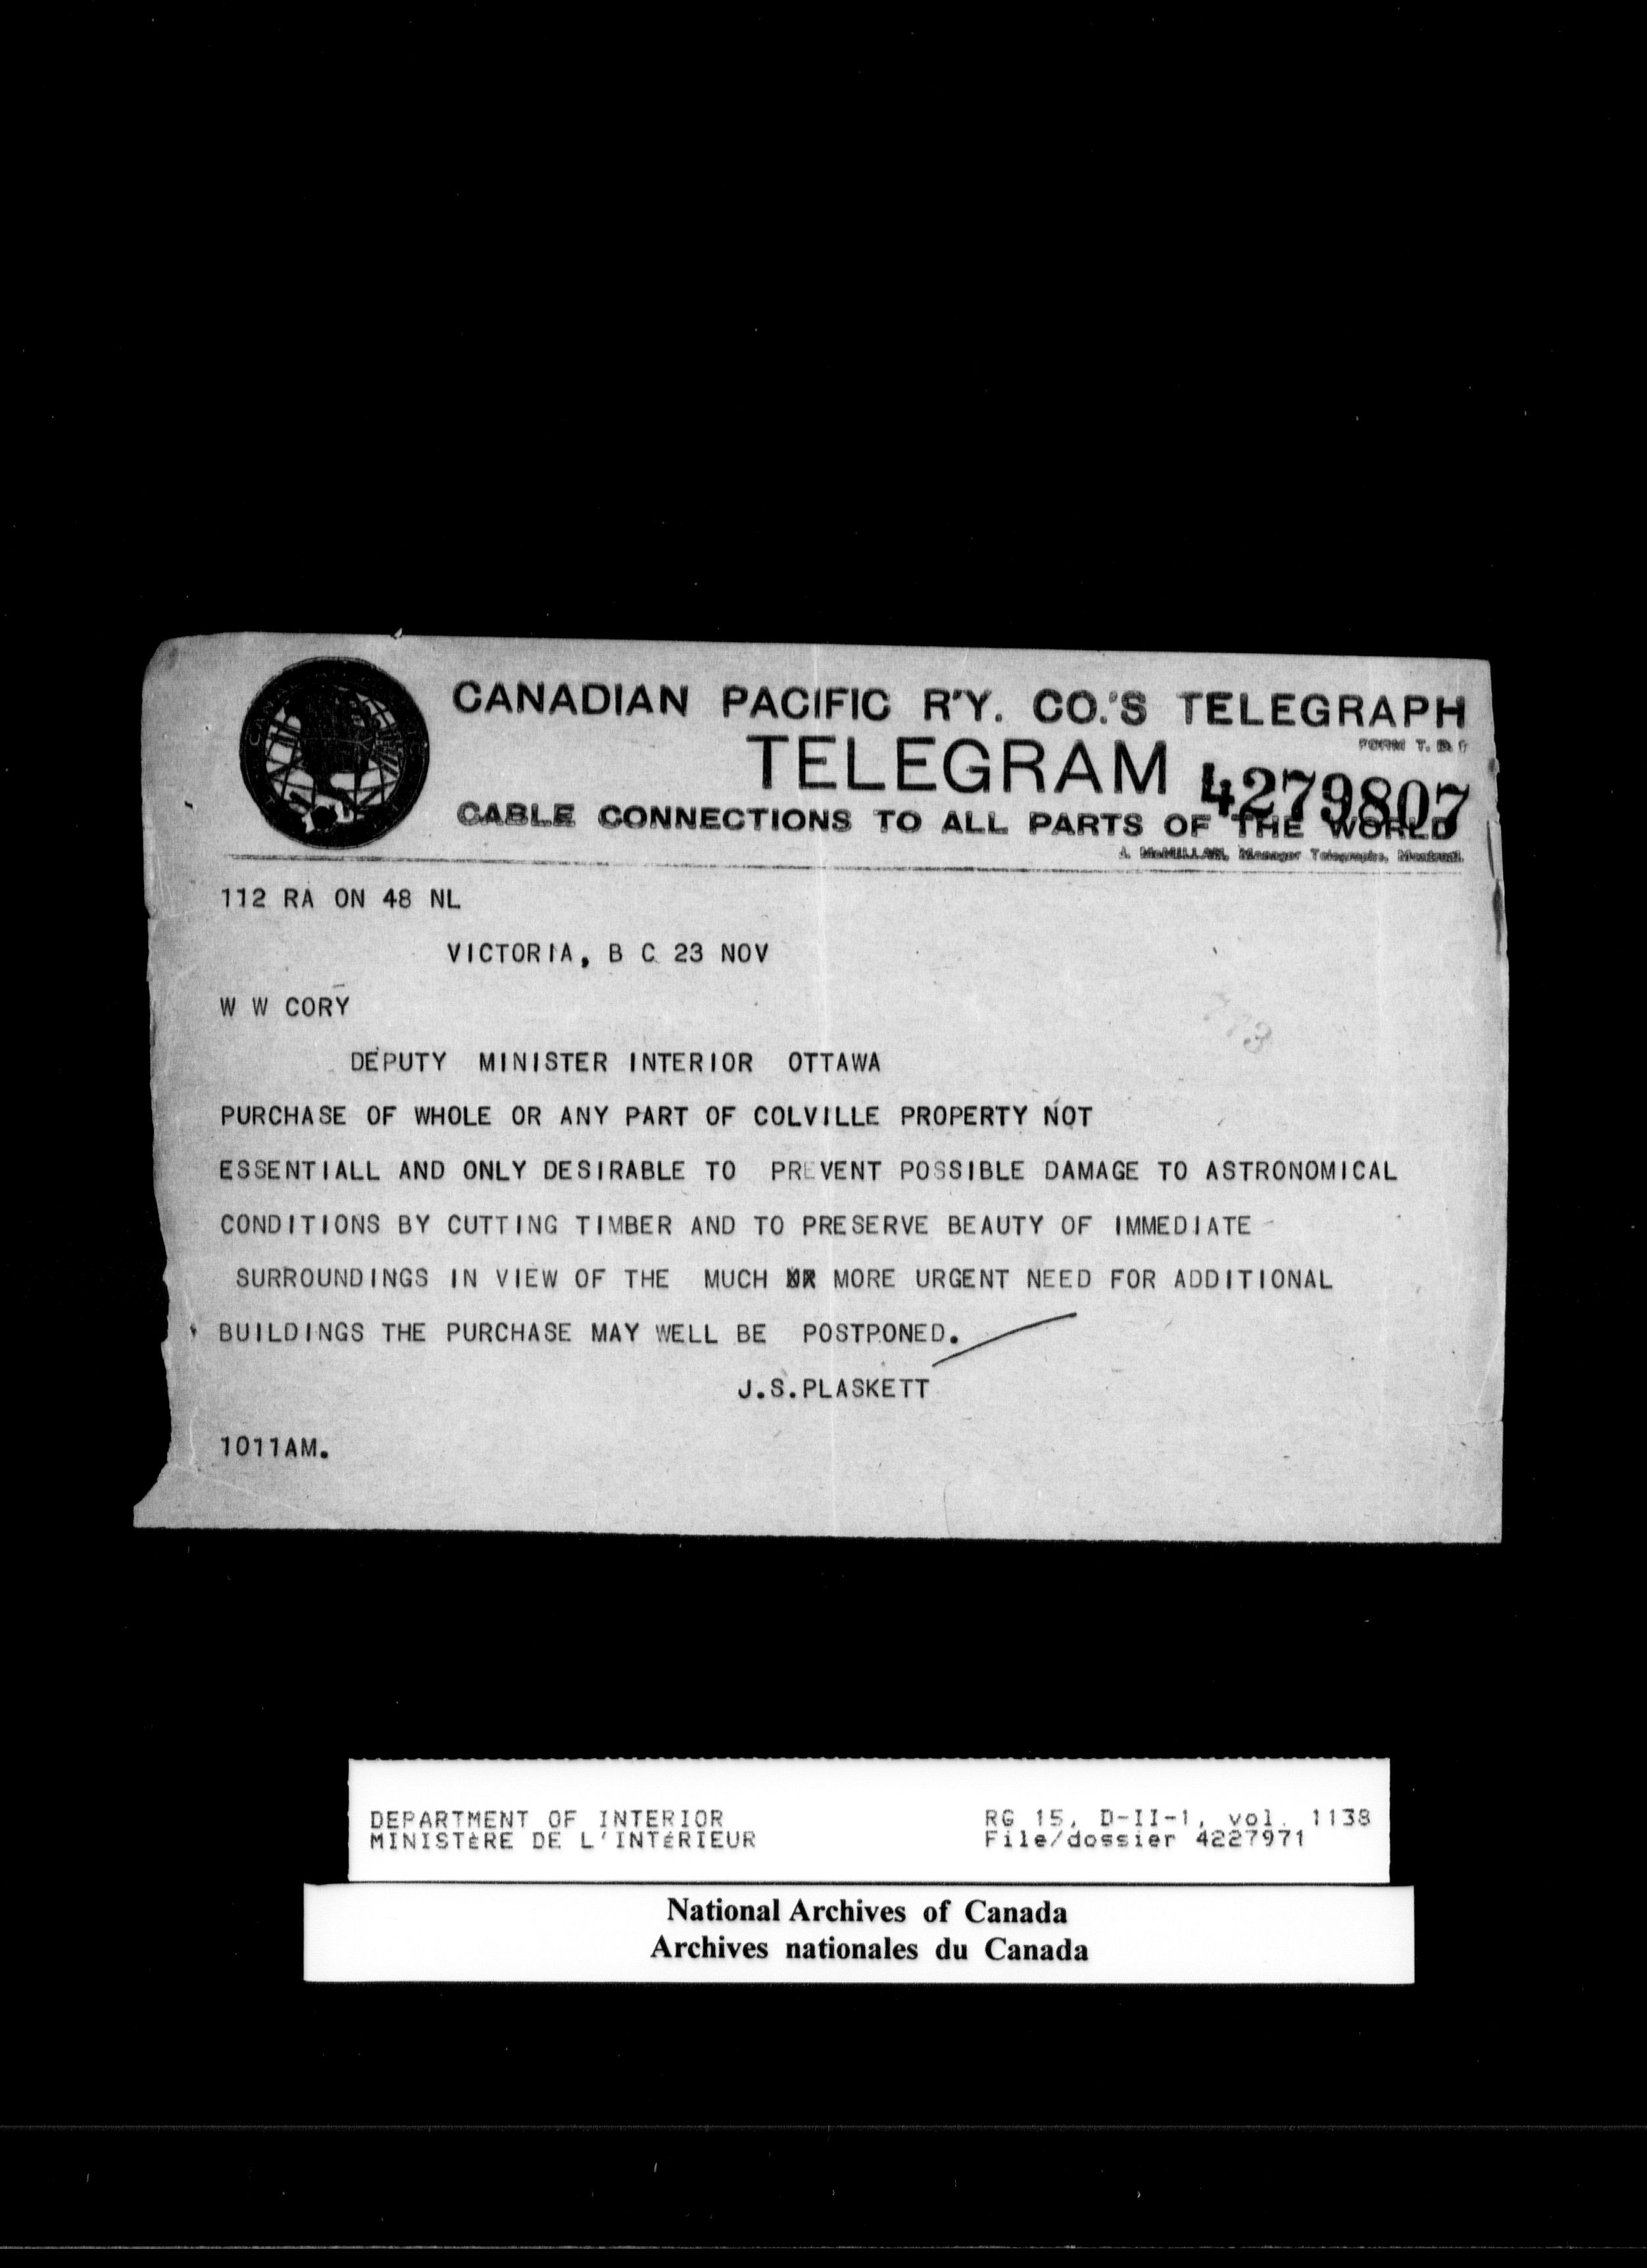 CANADIAN PACIFIC R'Y. CO.'S TELEGRAPH
FORM T. D.
TELEGRAM
4279807
CABLE CONNECTIONS TO ALL PARTS OF THE WORLD
J. McMILLAN, Manager Telegraphs, Montreal.
112 RA ON 48 NL
VICTORIA, B C 23 NOV
W W CORY
DEPUTY MINISTER INTERIOR OTTAWA
PURCHASE OF WHOLE OR ANY PART OF COLVILLE PROPERTY NOT
ESSENTIALL AND ONLY DESIRABLE TO PREVENT POSSIBLE DAMAGE TO ASTRONOMICAL
CONDITIONS BY CUTTING TIMBER AND TO PRESERVE BEAUTY OF IMMEDIATE
SURROUNDINGS IN VIEW OF THE MUCH MORE URGENT NEED FOR ADDITIONAL
BUILDINGS THE PURCHASE MAY WELL BE POSTPONED.
J.S.PLASKETT
1011AM.
DEPARTMENT OF INTERIOR
MINISTÈRE DE L'INTÉRIEUR
RG 15, D-II-1, vol. 1138
File/dossier 4227971
National Archives of Canada
Archives nationales du Canada